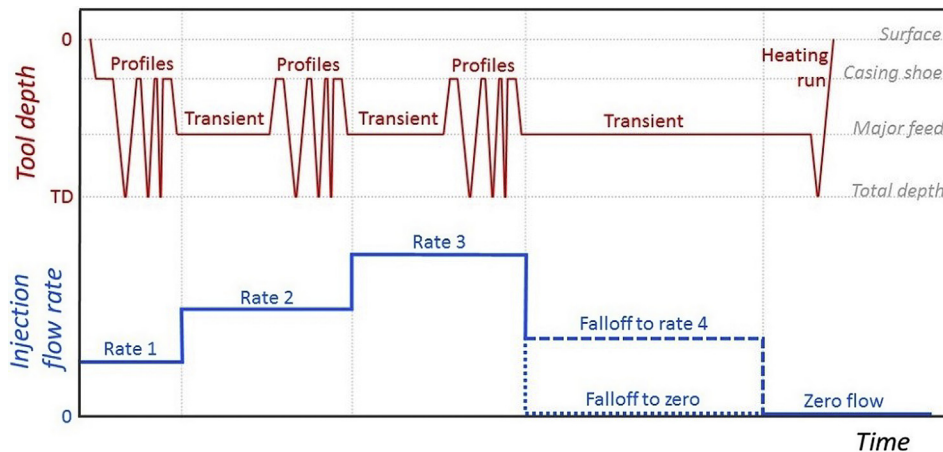 0
Surface
Profiles
Profiles
Profiles
Heating
run
Casing shoe
Transient
Transient
Transient
Major feed
TD
Total depth
Tool depth
Rate 3
Rate 2
Rate 1
Falloff to rate 4
Falloff to zero
Zero flow
0
Injection
flow rate
Time